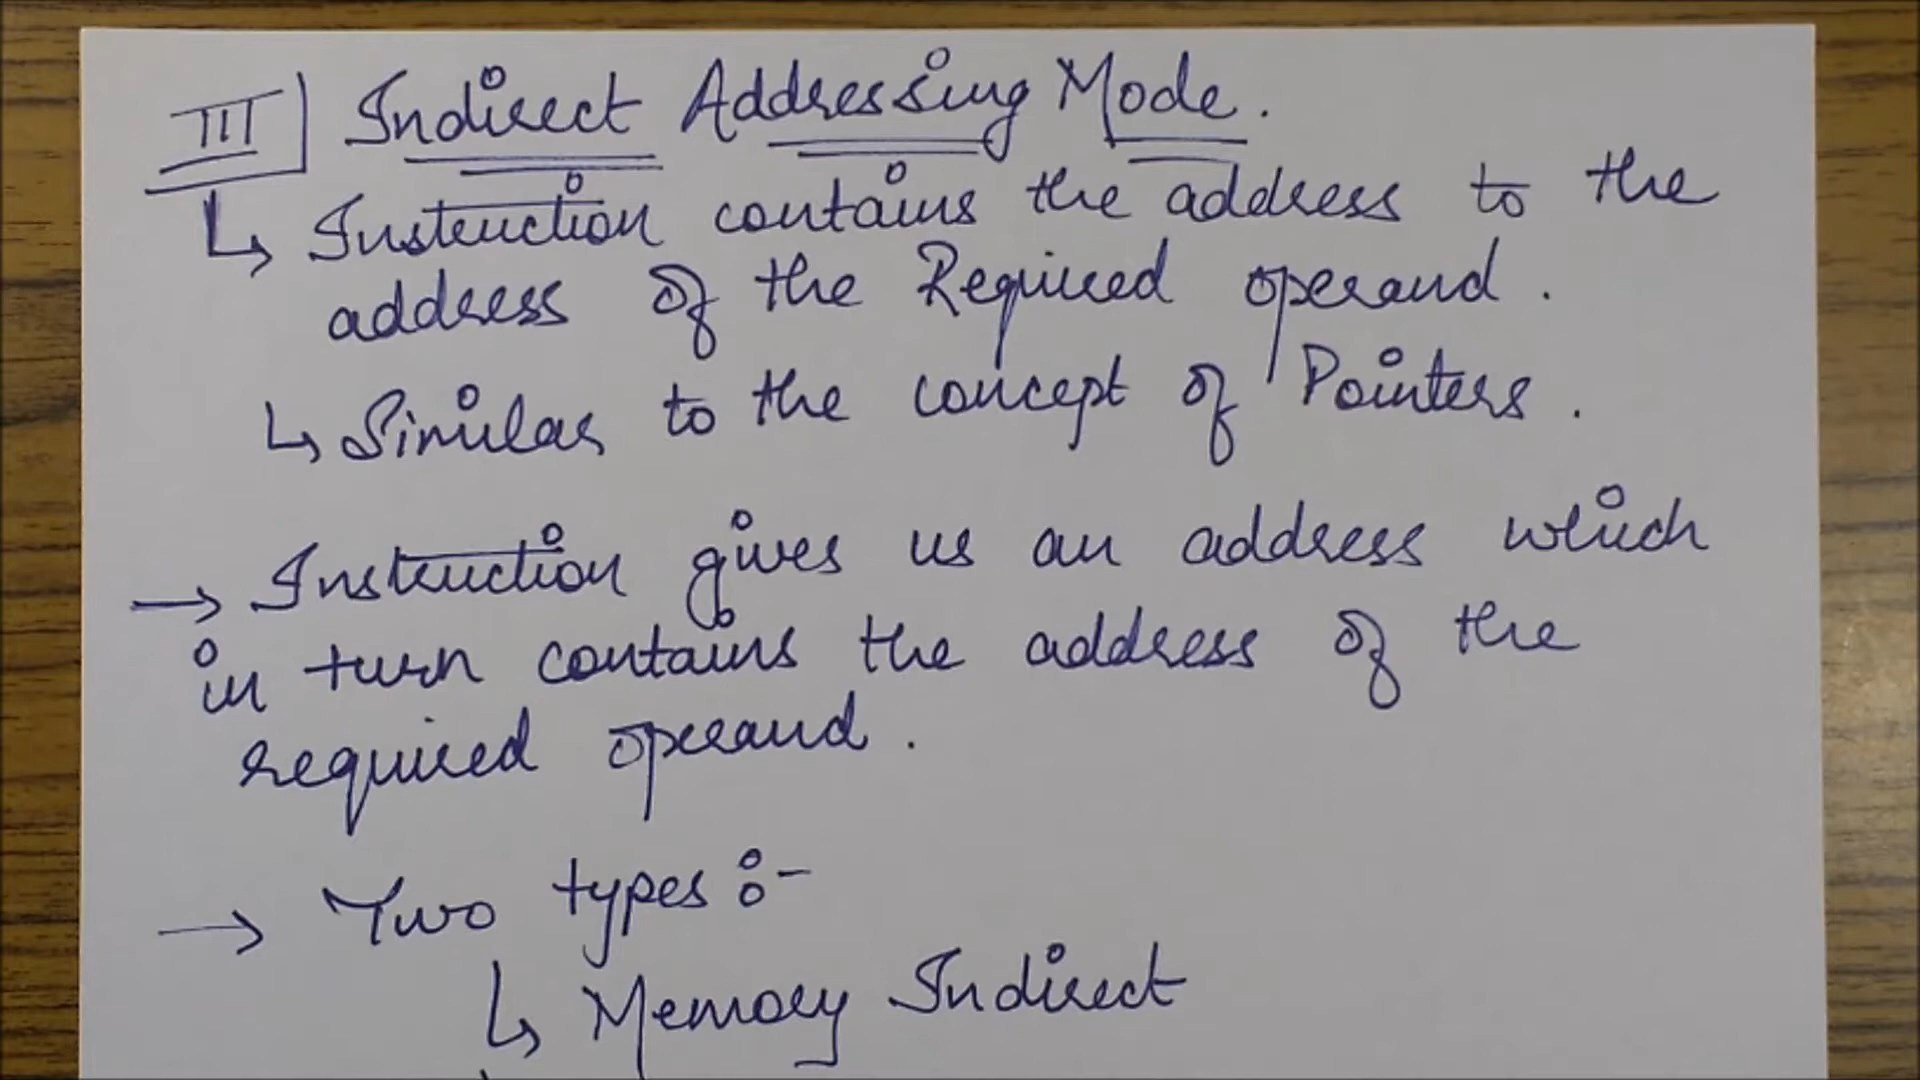 III] Indirect Addressing Mode.
↳ Instruction contains the address to the
address of the Required operand.
↳ Similar to the concept of Pointers.
→ Instruction gives us an address which
in turn contains the address of the
required operand.
→ Two types :-
↳ Memory Indirect